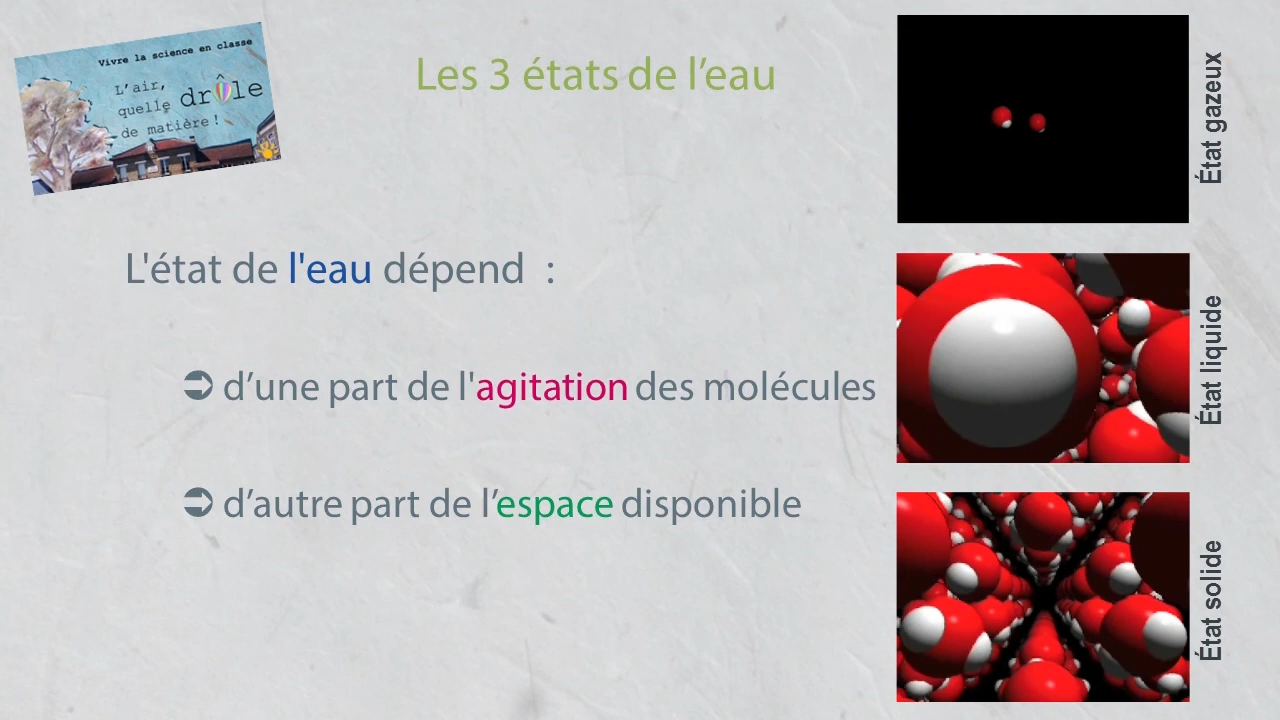 Vivre la science en classe
L'air,
quelle drôle
de matière !
Les 3 états de l’eau
L'état de l'eau dépend :
➲ d’une part de l'agitation des molécules
➲ d’autre part de l’espace disponible
État gazeux
État liquide
État solide